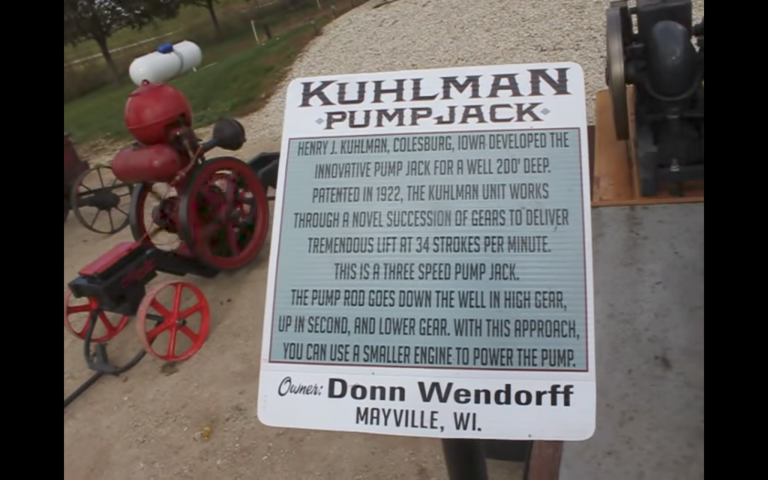 KUHLMAN
PUMPJACK
HENRY J. KUHLMAN, COLESBURG, IOWA DEVELOPED THE
INNOVATIVE PUMP JACK FOR A WELL 200' DEEP.
PATENTED IN 1922, THE KUHLMAN UNIT WORKS
THROUGH A NOVEL SUCCESSION OF GEARS TO DELIVER
TREMENDOUS LIFT AT 34 STROKES PER MINUTE.
THIS IS A THREE SPEED PUMP JACK.
THE PUMP ROD GOES DOWN THE WELL IN HIGH GEAR,
UP IN SECOND, AND LOWER GEAR. WITH THIS APPROACH,
YOU CAN USE A SMALLER ENGINE TO POWER THE PUMP.
Owner: Donn Wendorff
MAYVILLE, WI.